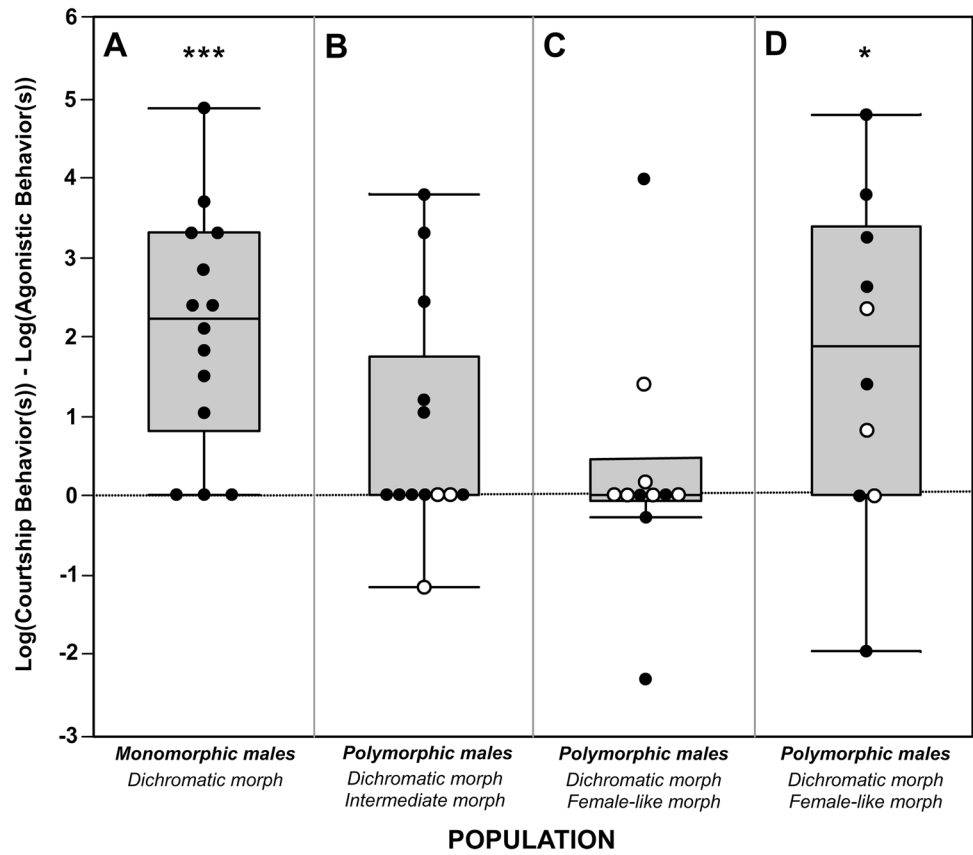 Log(Courtship Behavior(s)) - Log(Agonistic Behavior(s))
6
5
4
3
2
1
0
-1
-2
-3
A
***
B
C
D
*
Monomorphic males
Dichromatic morph
Polymorphic males
Dichromatic morph
Intermediate morph
Polymorphic males
Dichromatic morph
Female-like morph
Polymorphic males
Dichromatic morph
Female-like morph
POPULATION